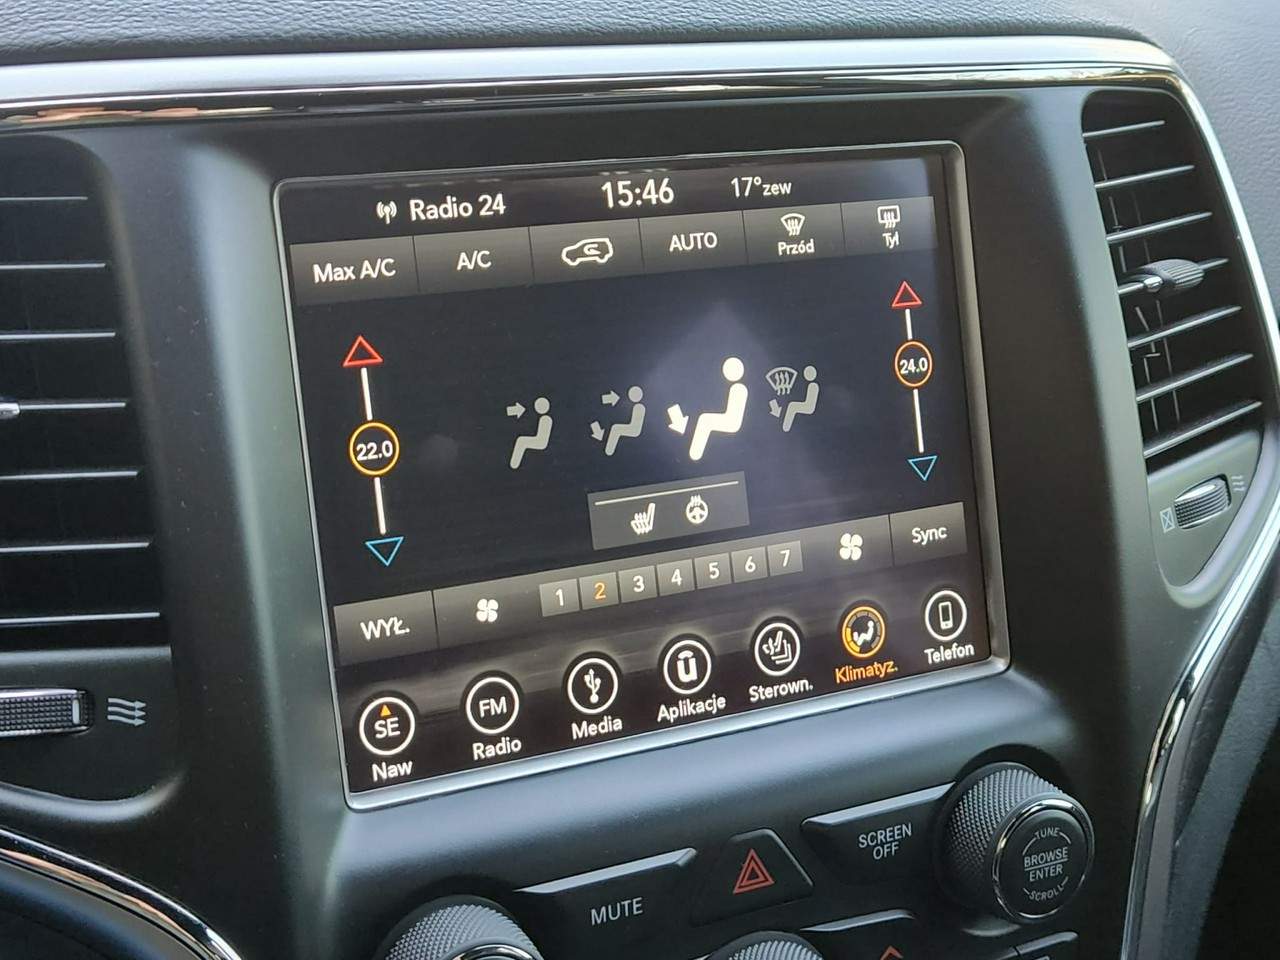 Radio 24
15:46
17°zew
Max A/C
A/C
AUTO
Przód
Tył
22.0
24.0
WYŁ.
1 2 3 4 5 6 7
Sync
SE
Naw
FM
Radio
Media
Aplikacje
Sterown.
Klimatyz.
Telefon
MUTE
SCREEN
OFF
TUNE
BROWSE
ENTER
SCROLL